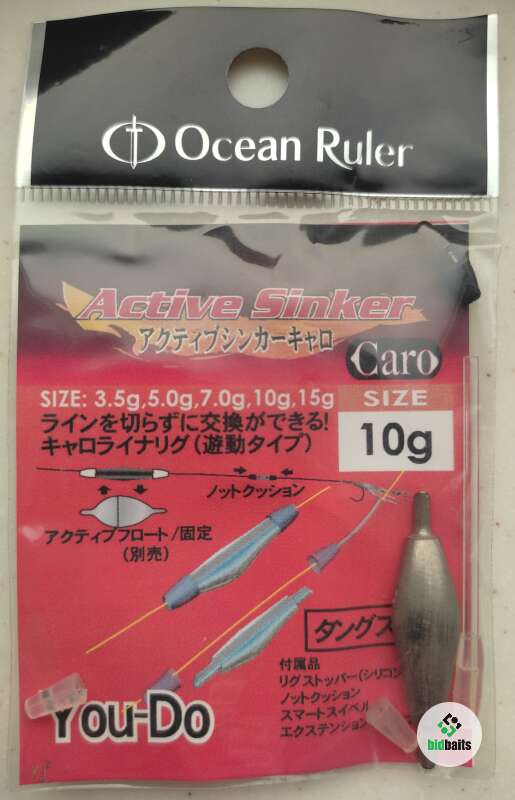 Ocean Ruler
Active Sinker
アクティブシンカーキャロ
Caro
SIZE: 3.5g,5.0g,7.0g,10g,15g
SIZE
10g
ラインを切らずに交換ができる!
キャロライナリグ(遊動タイプ)
ノットクッション
アクティブフロート/固定
(別売)
タングス
付属品
リグストッパー(シリコン
ノットクッション
スマートスイベル
エクステンション
You-Do
bidbaits